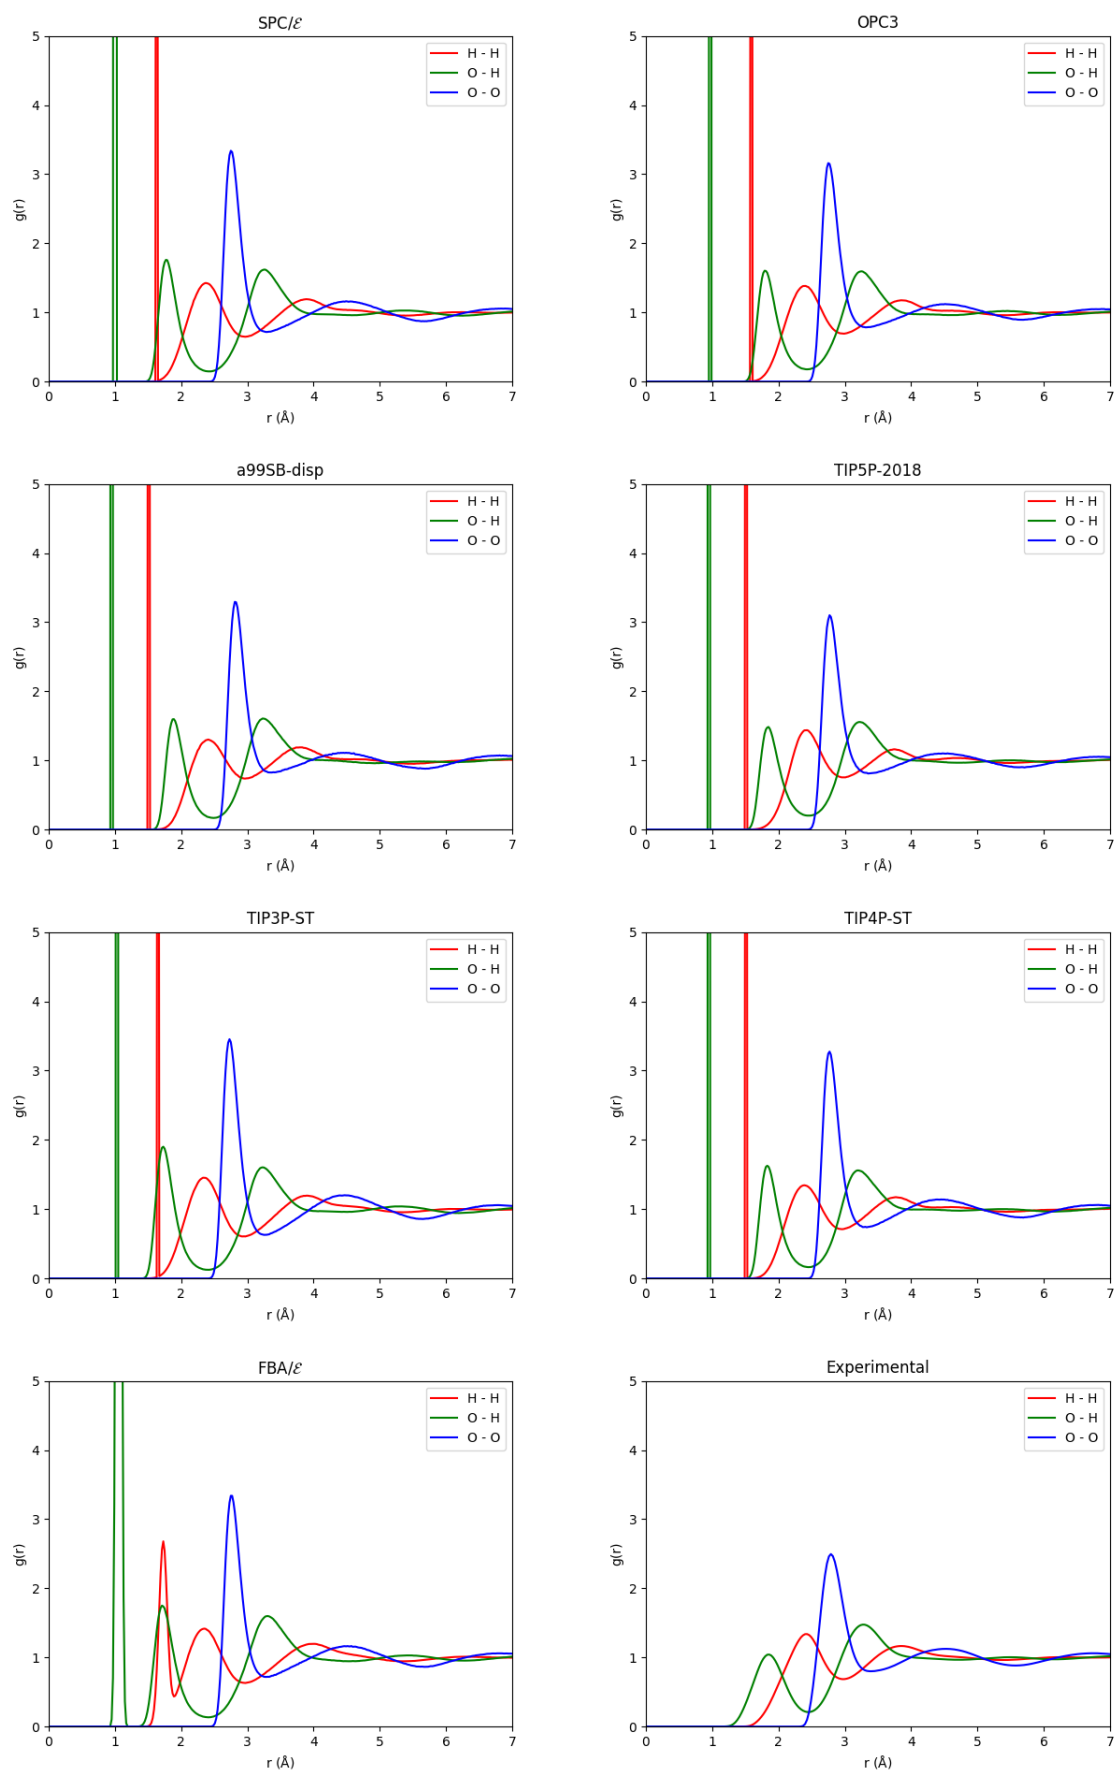 SPC/ℰ
5
4
3
2
1
0
g(r)
H - H
O - H
O - O
0 1 2 3 4 5 6 7
r (Å)
OPC3
5
4
3
2
1
0
g(r)
H - H
O - H
O - O
0 1 2 3 4 5 6 7
r (Å)
a99SB-disp
5
4
3
2
1
0
g(r)
H - H
O - H
O - O
0 1 2 3 4 5 6 7
r (Å)
TIP5P-2018
5
4
3
2
1
0
g(r)
H - H
O - H
O - O
0 1 2 3 4 5 6 7
r (Å)
TIP3P-ST
5
4
3
2
1
0
g(r)
H - H
O - H
O - O
0 1 2 3 4 5 6 7
r (Å)
TIP4P-ST
5
4
3
2
1
0
g(r)
H - H
O - H
O - O
0 1 2 3 4 5 6 7
r (Å)
FBA/ℰ
5
4
3
2
1
0
g(r)
H - H
O - H
O - O
0 1 2 3 4 5 6 7
r (Å)
Experimental
5
4
3
2
1
0
g(r)
H - H
O - H
O - O
0 1 2 3 4 5 6 7
r (Å)